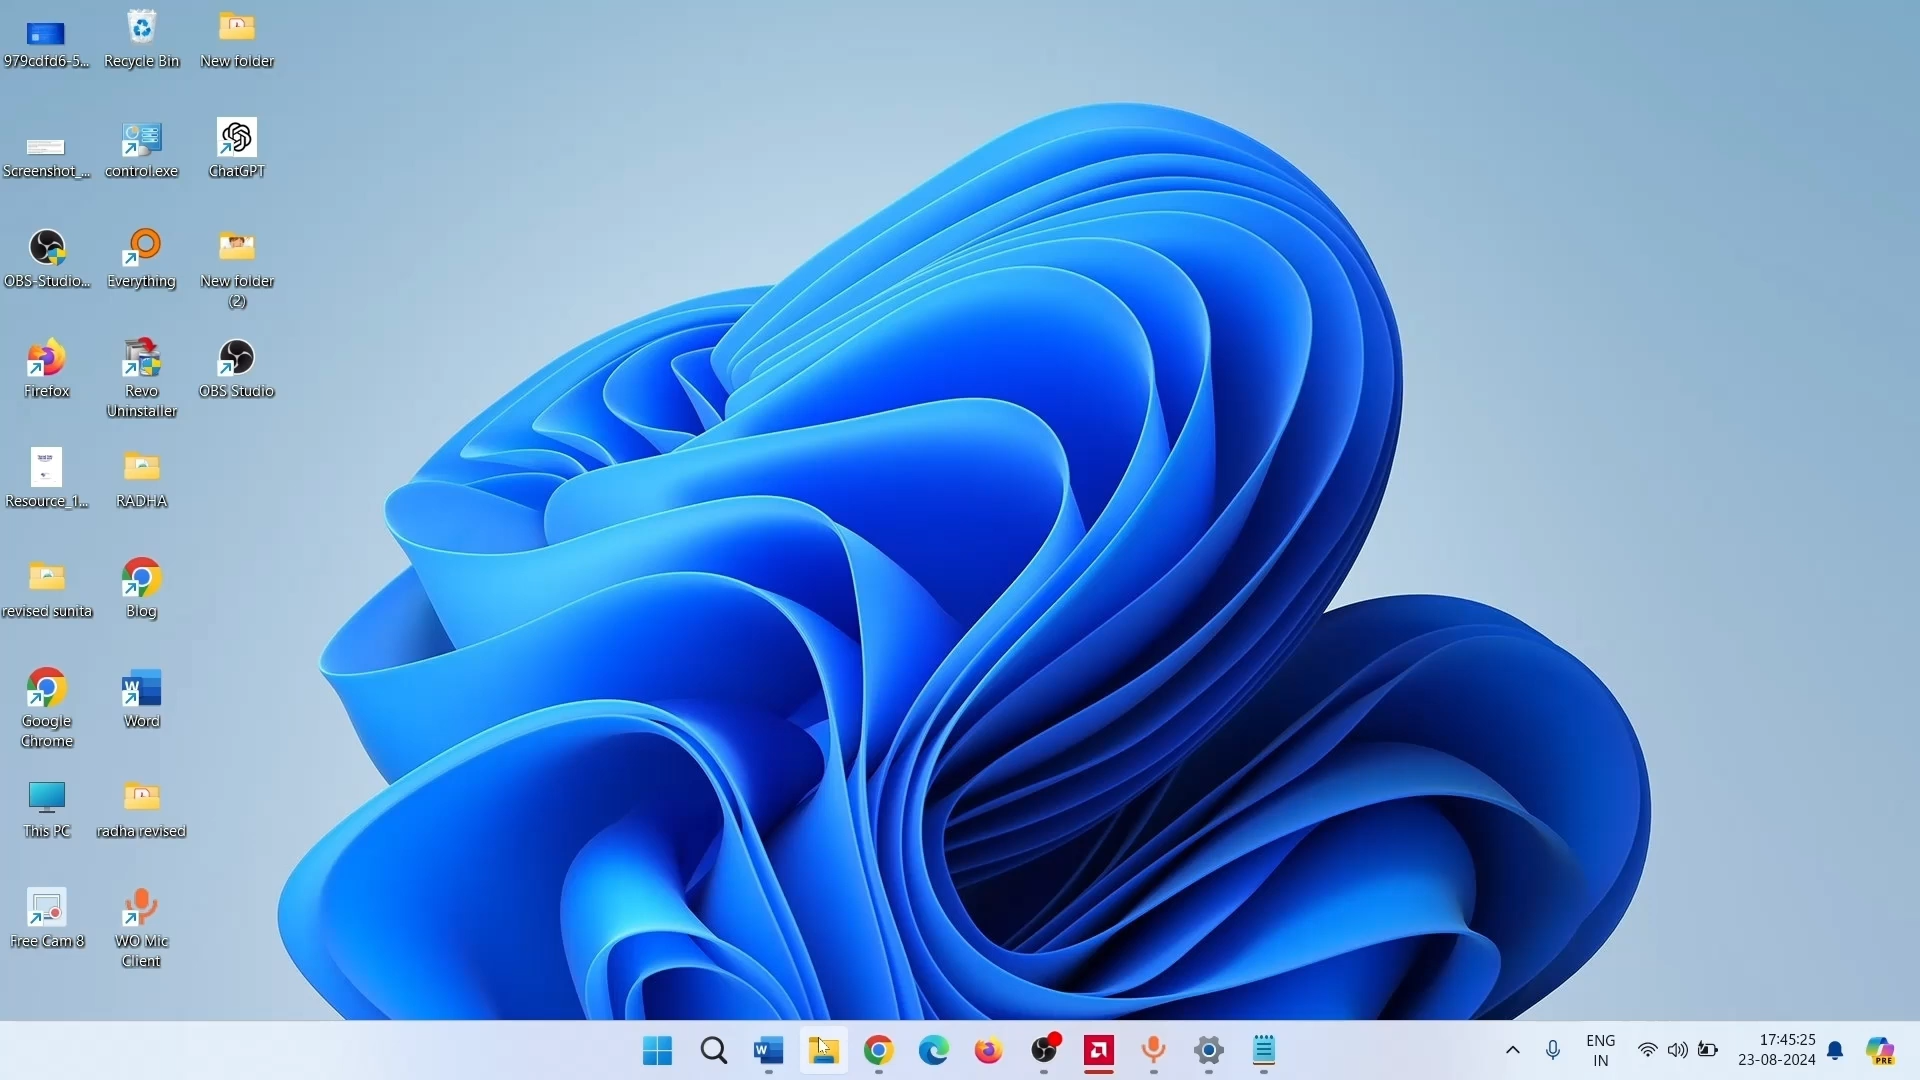 979cdfd6-5...
Recycle Bin
New folder
Screenshot_...
control.exe
ChatGPT
OBS-Studio...
Everything
New folder
(2)
Firefox
Revo
Uninstaller
OBS Studio
Resource_1...
RADHA
revised sunita
Blog
Google
Chrome
Word
This PC
radha revised
Free Cam 8
WO Mic
Client
ENG
IN
17:45:25
23-08-2024
PRE